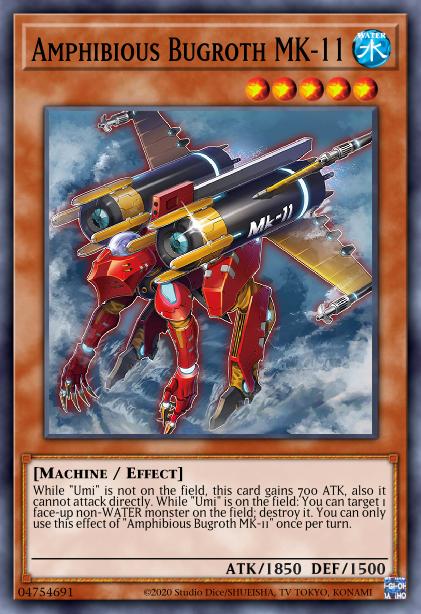 AMPHIBIOUS BUGROTH MK-11
WATER
水
Mk-11
[MACHINE / EFFECT]
While "Umi" is not on the field, this card gains 700 ATK, also it
cannot attack directly. While "Umi" is on the field: You can target 1
face-up non-WATER monster on the field; destroy it. You can only
use this effect of "Amphibious Bugroth MK-11" once per turn.
ATK/1850 DEF/1500
04754691
©2020 Studio Dice/SHUEISHA, TV TOKYO, KONAMI